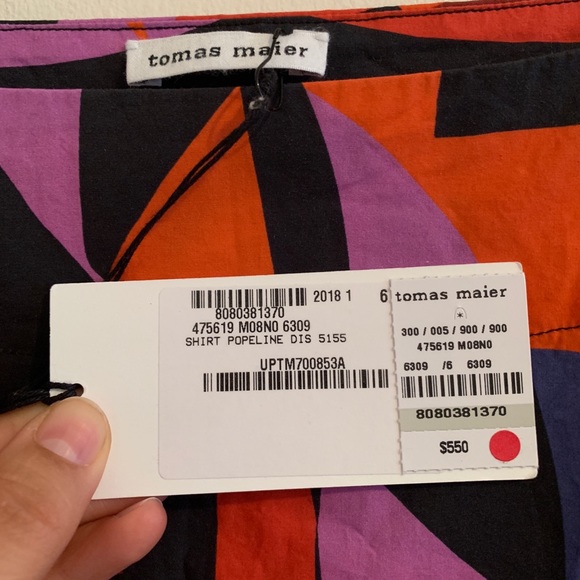 tomas maier
8080381370 2018 1 6
475619 M08N0 6309
SHIRT POPELINE DIS 5155
UPTM700853A
tomas maier
300 / 005 / 900 / 900
475619 M08N0
6309 /6 6309
8080381370
$550